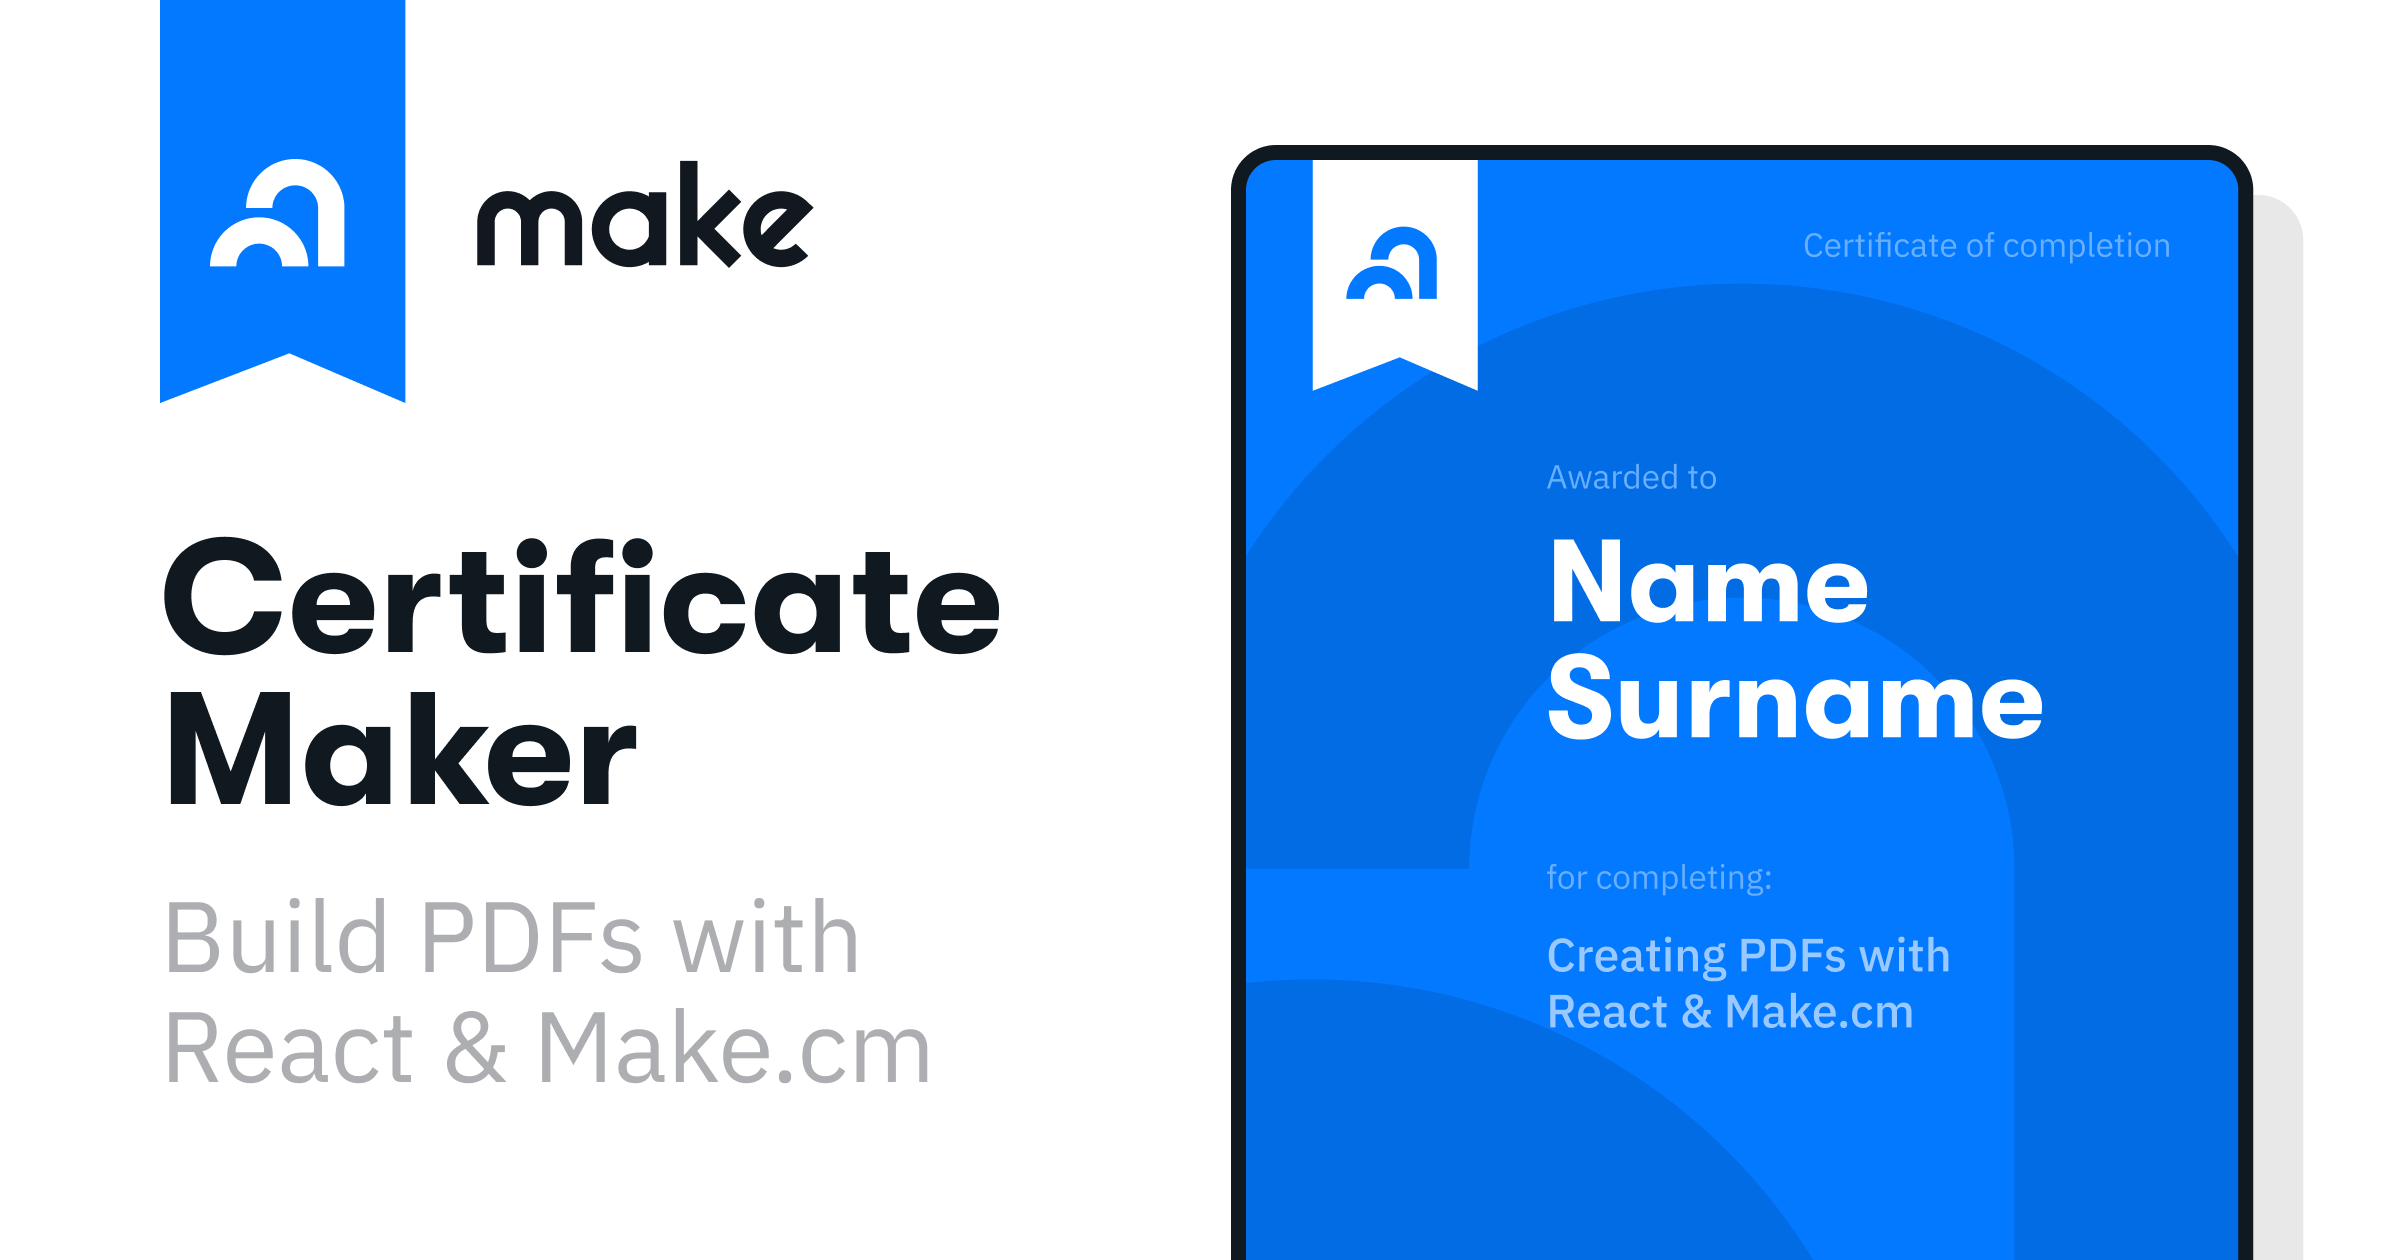 make
Certificate
Maker
Build PDFs with
React & Make.cm
Certificate of completion
Awarded to
Name
Surname
for completing:
Creating PDFs with
React & Make.cm